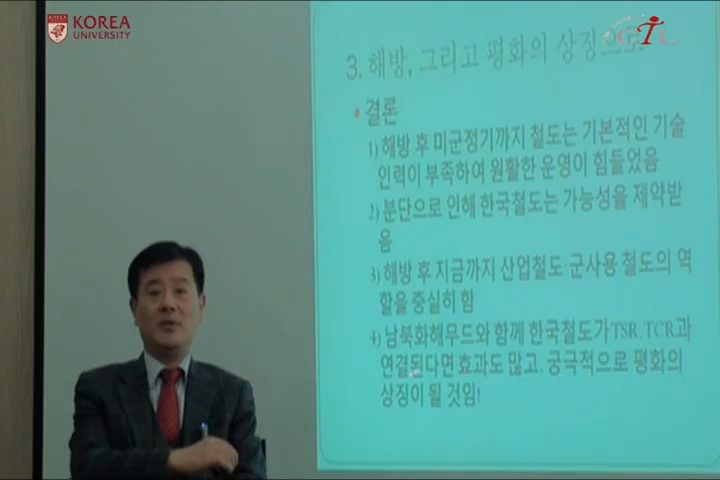 KOREA
UNIVERSITY
3. 해방, 그리고 평화의 상징으로
• 결론
1) 해방 후 미군정기까지 철도는 기본적인 기술
인력이 부족하여 원활한 운영이 힘들었음
2) 분단으로 인해 한국철도는 가능성을 제약받
음
3) 해방 후 지금까지 산업철도·군사용 철도의 역
할을 충실히 함
4) 남북화해무드와 함께 한국철도가 TSR, TCR과
연결된다면 효과도 많고, 궁극적으로 평화의
상징이 될 것임!